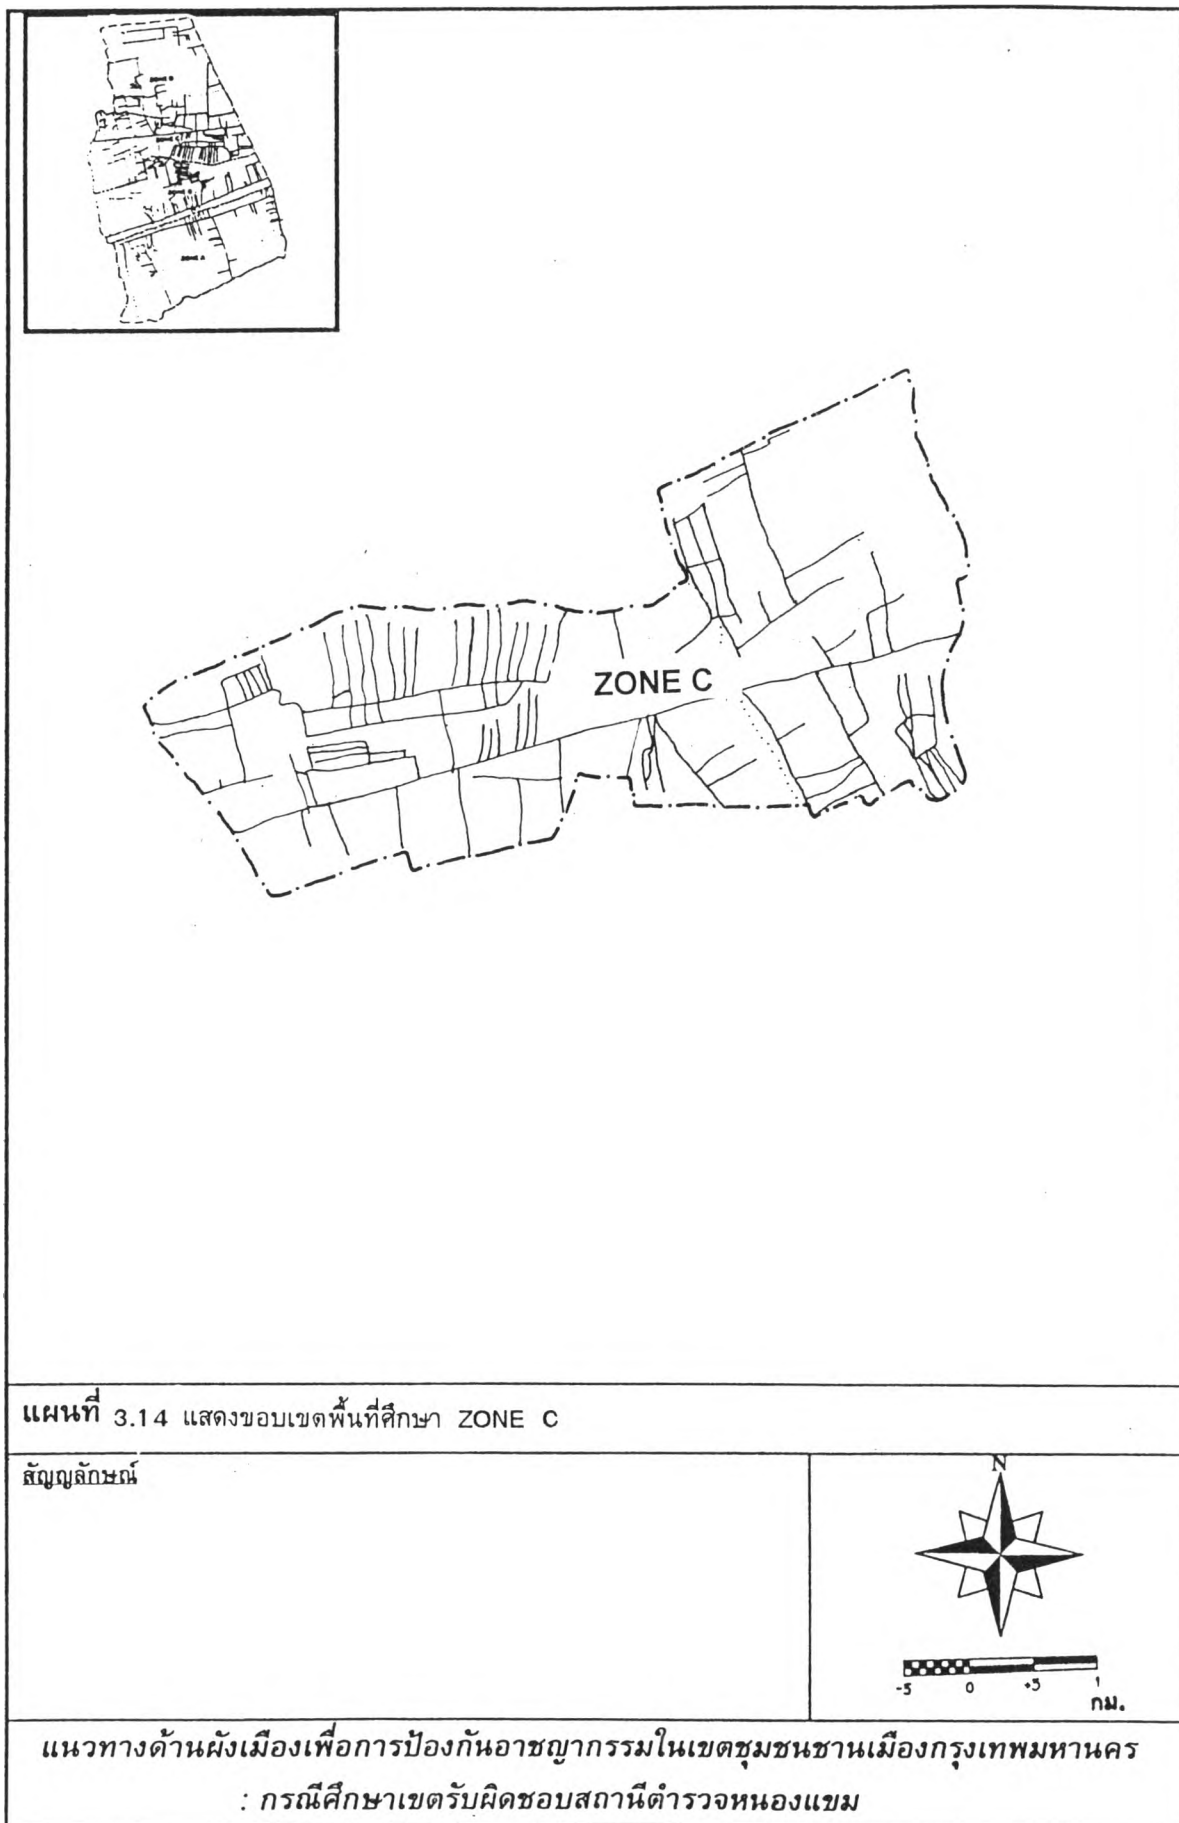 ZONE D
ZONE C
ZONE B
ZONE A
ZONE C
แผนที่ 3.14 แสดงขอบเขตพื้นที่ศึกษา ZONE C
สัญญลักษณ์
N
-5 0 +5 1
กม.
แนวทางด้านผังเมืองเพื่อการป้องกันอาชญากรรมในเขตชุมชนชานเมืองกรุงเทพมหานคร
: กรณีศึกษาเขตรับผิดชอบสถานีตำรวจหนองแขม